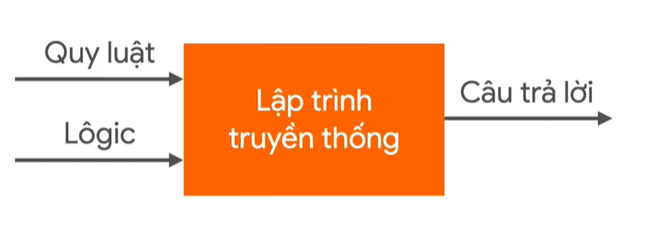 Quy luật
Lôgic
Lập trình
truyền thống
Câu trả lời